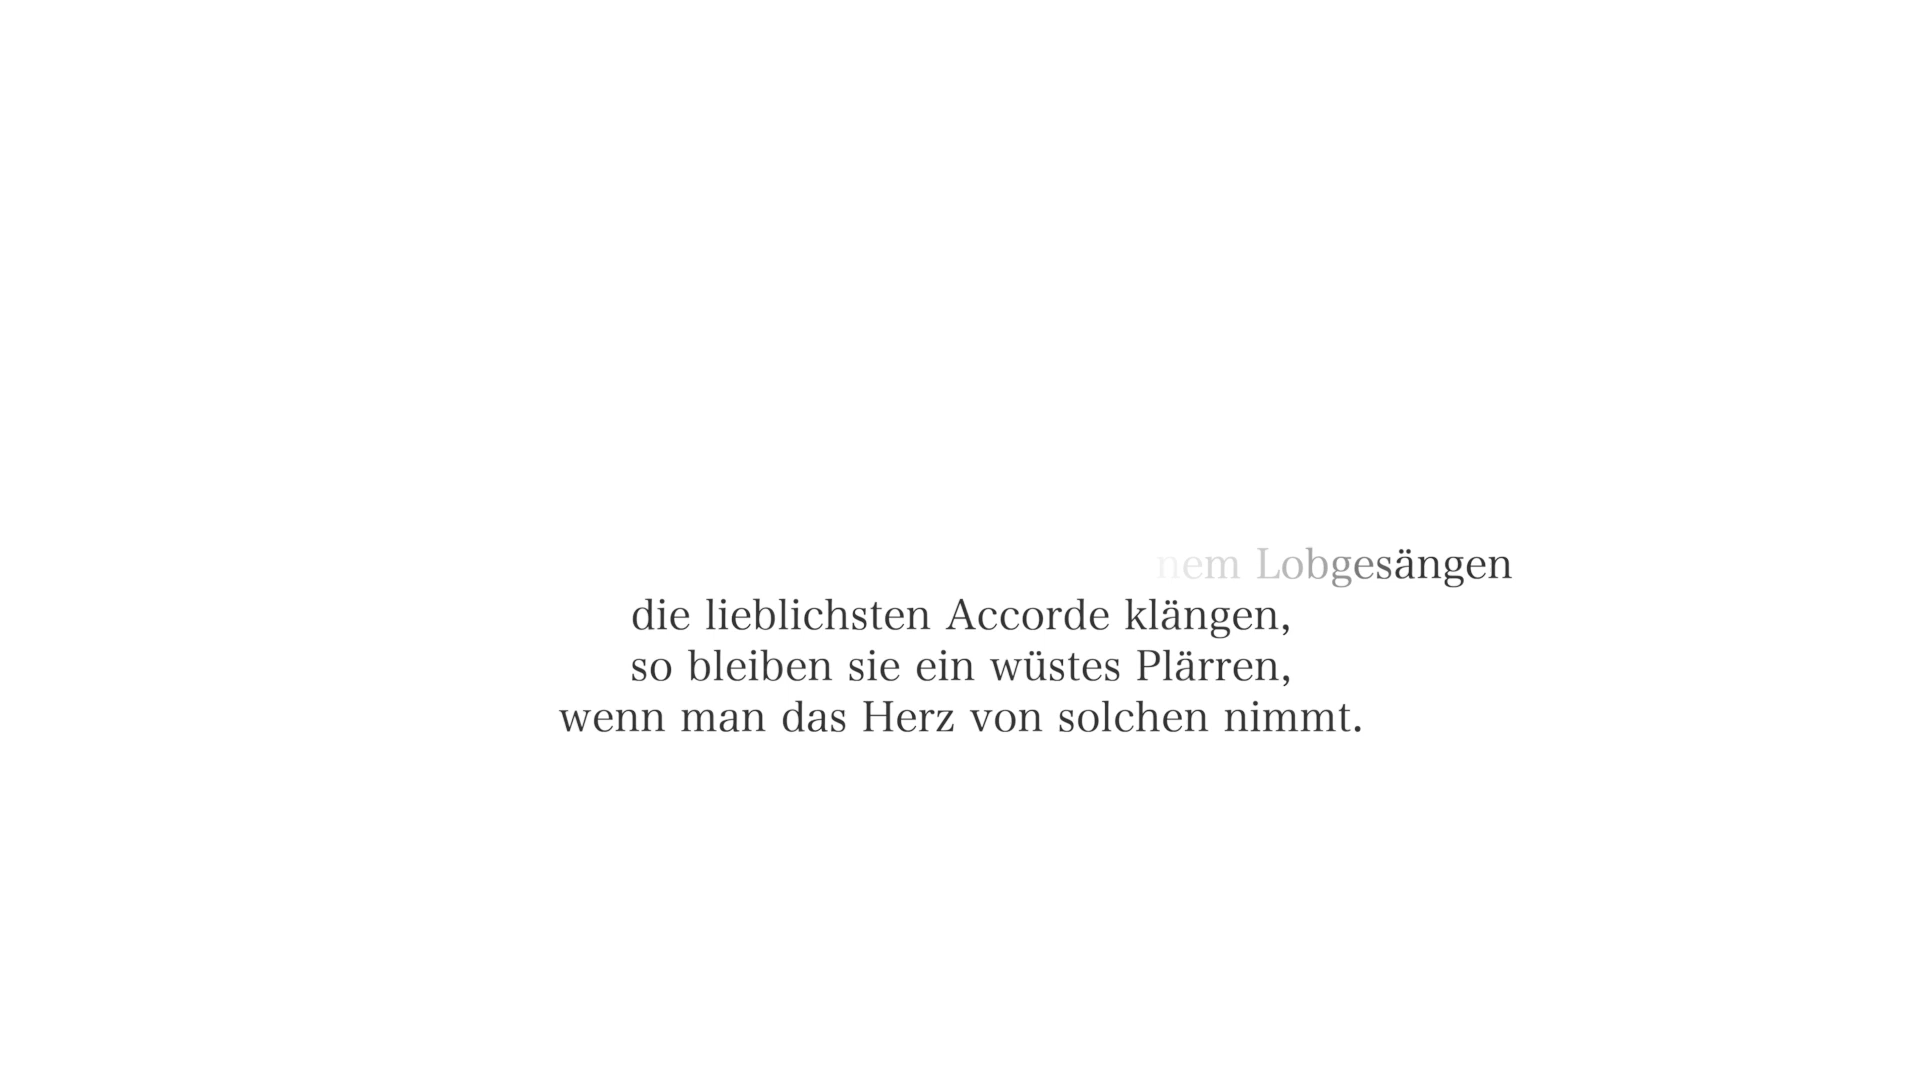 nem Lobgesängen
die lieblichsten Accorde klängen,
so bleiben sie ein wüstes Plärren,
wenn man das Herz von solchen nimmt.